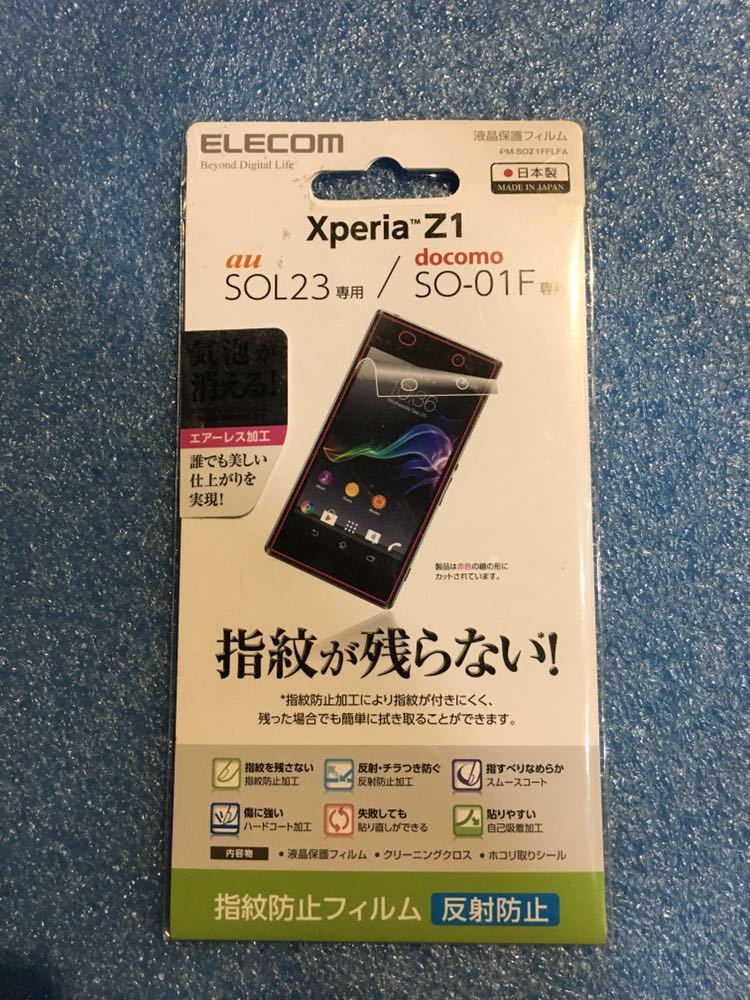 ELECOM
Beyond Digital Life
液晶保護フィルム
PM-SOZ1FFLFA
日本製
MADE IN JAPAN
Xperia™ Z1
au
SOL23 専用 /
docomo
SO-01F 専用
気泡が
消える!
エアーレス加工
誰でも美しい
仕上がりを
実現!
製品は赤色の線の形に
カットされています。
指紋が残らない*!
*指紋防止加工により指紋が付きにくく、
残った場合でも簡単に拭き取ることができます。
指紋を残さない
指紋防止加工
反射・チラつき防ぐ
反射防止加工
指すべりなめらか
スムースコート
傷に強い
ハードコート加工
失敗しても
貼り直しができる
貼りやすい
自己吸着加工
内容物 ●液晶保護フィルム ●クリーニングクロス ●ホコリ取りシール
指紋防止フィルム 反射防止